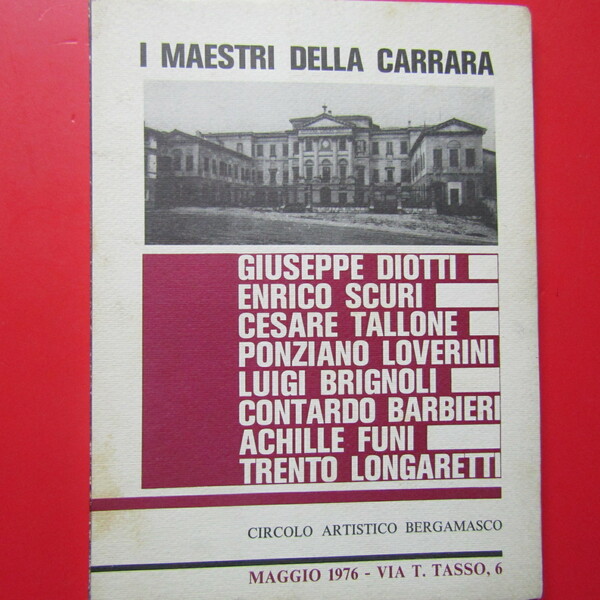 I MAESTRI DELLA CARRARA
GIUSEPPE DIOTTI
ENRICO SCURI
CESARE TALLONE
PONZIANO LOVERINI
LUIGI BRIGNOLI
CONTARDO BARBIERI
ACHILLE FUNI
TRENTO LONGARETTI
CIRCOLO ARTISTICO BERGAMASCO
MAGGIO 1976 - VIA T. TASSO, 6